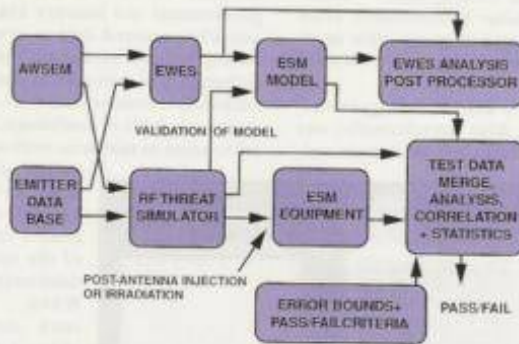 AWSEM
EWES
ESM
MODEL
EWES ANALYSIS
POST PROCESSOR
VALIDATION OF MODEL
EMITTER
DATA
BASE
RF THREAT
SIMULATOR
ESM
EQUIPMENT
TEST DATA
MERGE,
ANALYSIS,
CORRELATION
+ STATISTICS
POST-ANTENNA INJECTION
OR IRRADIATION
ERROR BOUNDS+
PASS/FAILCRITERIA
PASS/FAIL